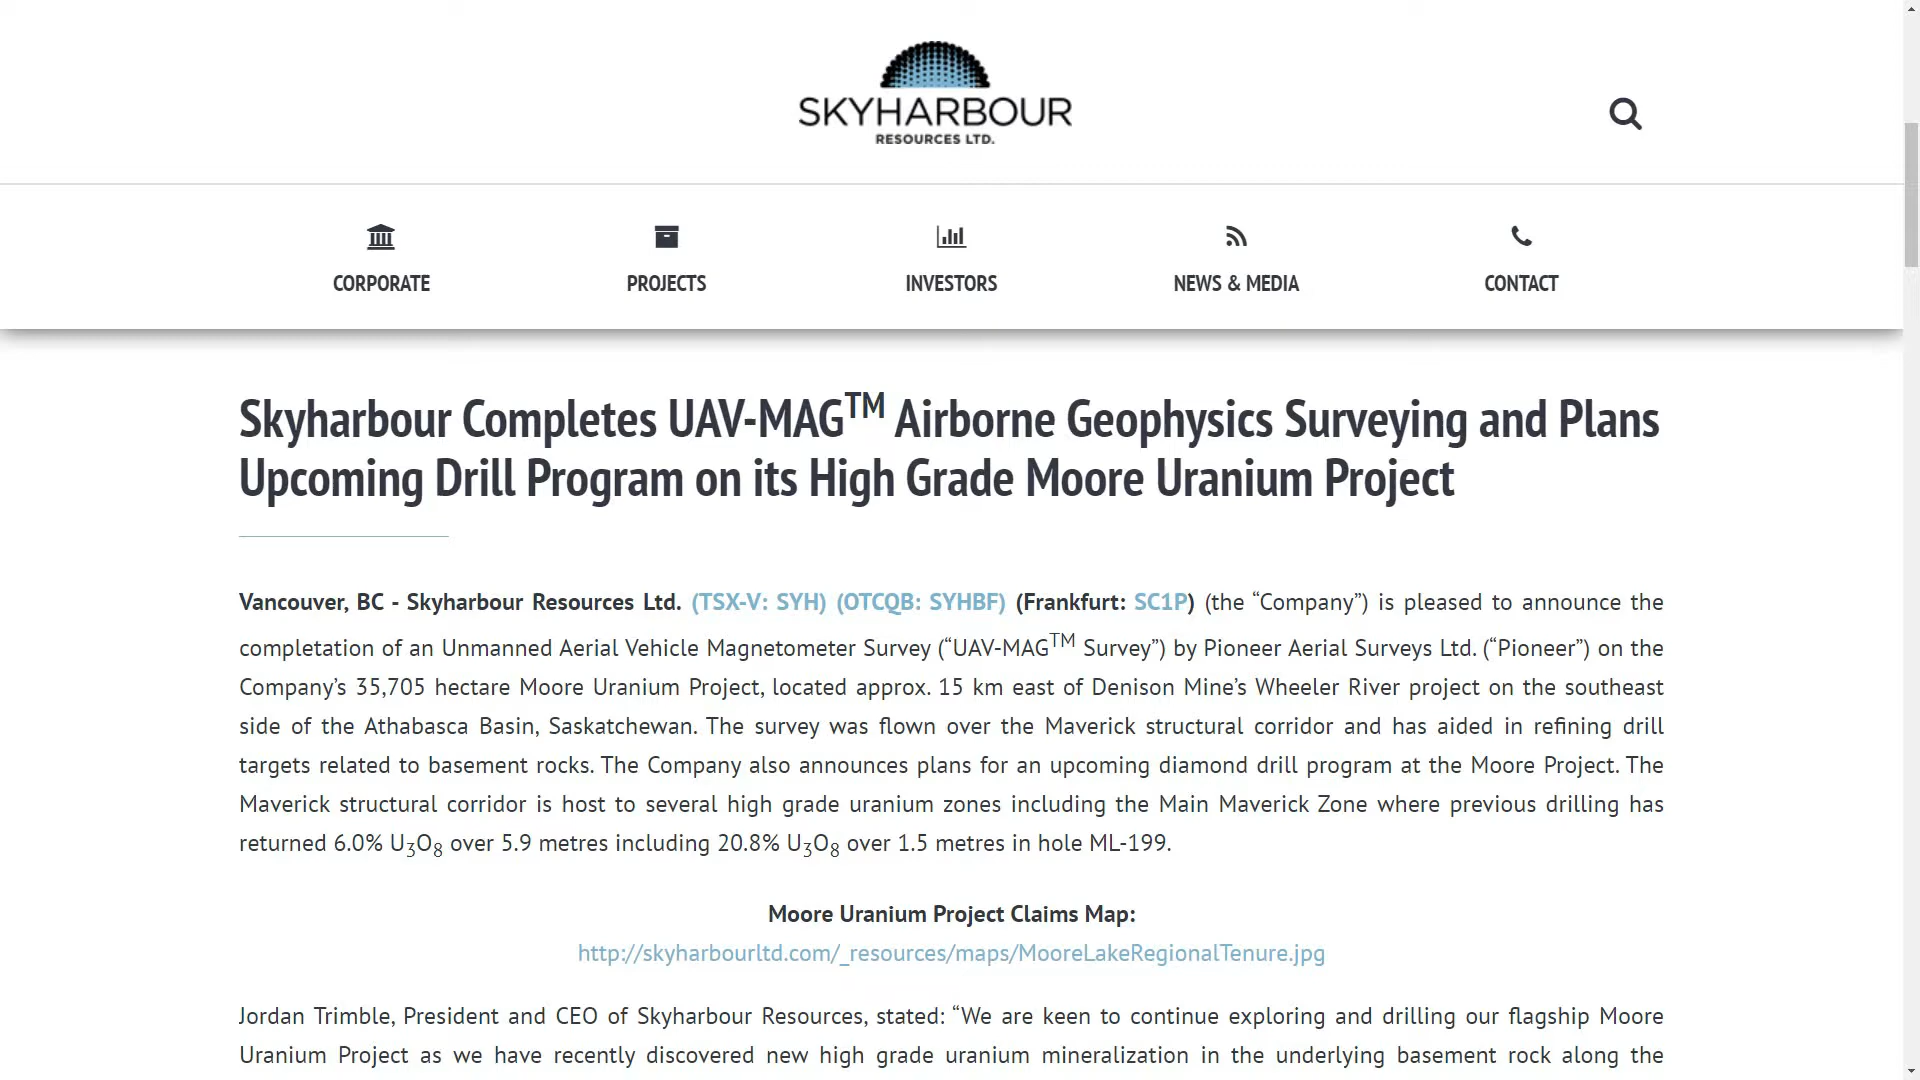 SKYHARBOUR
RESOURCES LTD.
CORPORATE
PROJECTS
INVESTORS
NEWS & MEDIA
CONTACT
Skyharbour Completes UAV-MAG™ Airborne Geophysics Surveying and Plans
Upcoming Drill Program on its High Grade Moore Uranium Project
Vancouver, BC - Skyharbour Resources Ltd. (TSX-V: SYH) (OTCQB: SYHBF) (Frankfurt: SC1P) (the “Company”) is pleased to announce the
completation of an Unmanned Aerial Vehicle Magnetometer Survey (“UAV-MAG™ Survey”) by Pioneer Aerial Surveys Ltd. (“Pioneer”) on the
Company’s 35,705 hectare Moore Uranium Project, located approx. 15 km east of Denison Mine’s Wheeler River project on the southeast
side of the Athabasca Basin, Saskatchewan. The survey was flown over the Maverick structural corridor and has aided in refining drill
targets related to basement rocks. The Company also announces plans for an upcoming diamond drill program at the Moore Project. The
Maverick structural corridor is host to several high grade uranium zones including the Main Maverick Zone where previous drilling has
returned 6.0% U₃O₈ over 5.9 metres including 20.8% U₃O₈ over 1.5 metres in hole ML-199.
Moore Uranium Project Claims Map:
http://skyharbourltd.com/_resources/maps/MooreLakeRegionalTenure.jpg
Jordan Trimble, President and CEO of Skyharbour Resources, stated: “We are keen to continue exploring and drilling our flagship Moore
Uranium Project as we have recently discovered new high grade uranium mineralization in the underlying basement rock along the